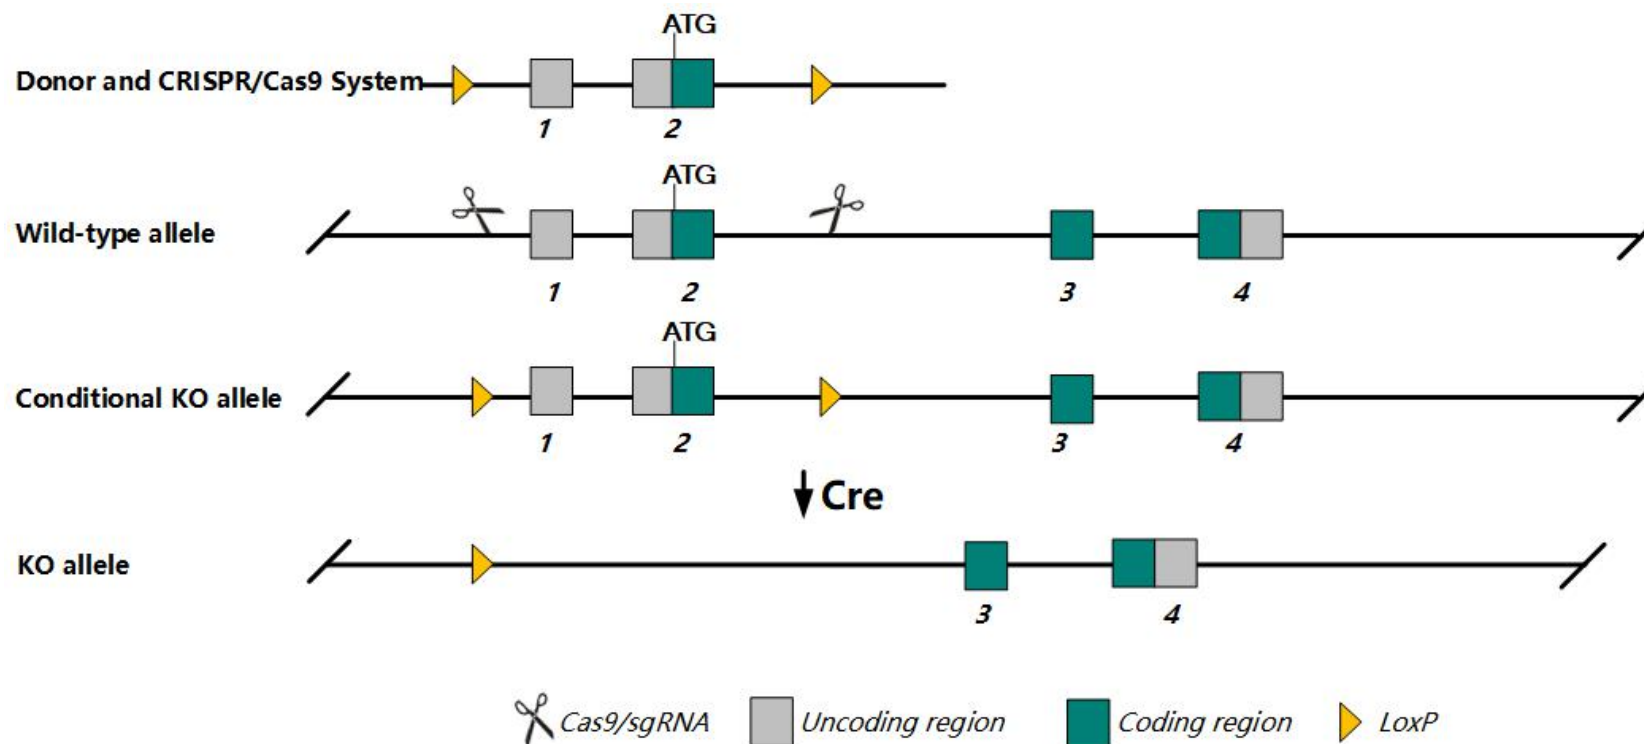 ATG
Donor and CRISPR/Cas9 System
1 2
ATG
Wild-type allele
1 2 3 4
ATG
Conditional KO allele
1 2 3 4
Cre
KO allele
3 4
Cas9/sgRNA Uncoding region Coding region LoxP